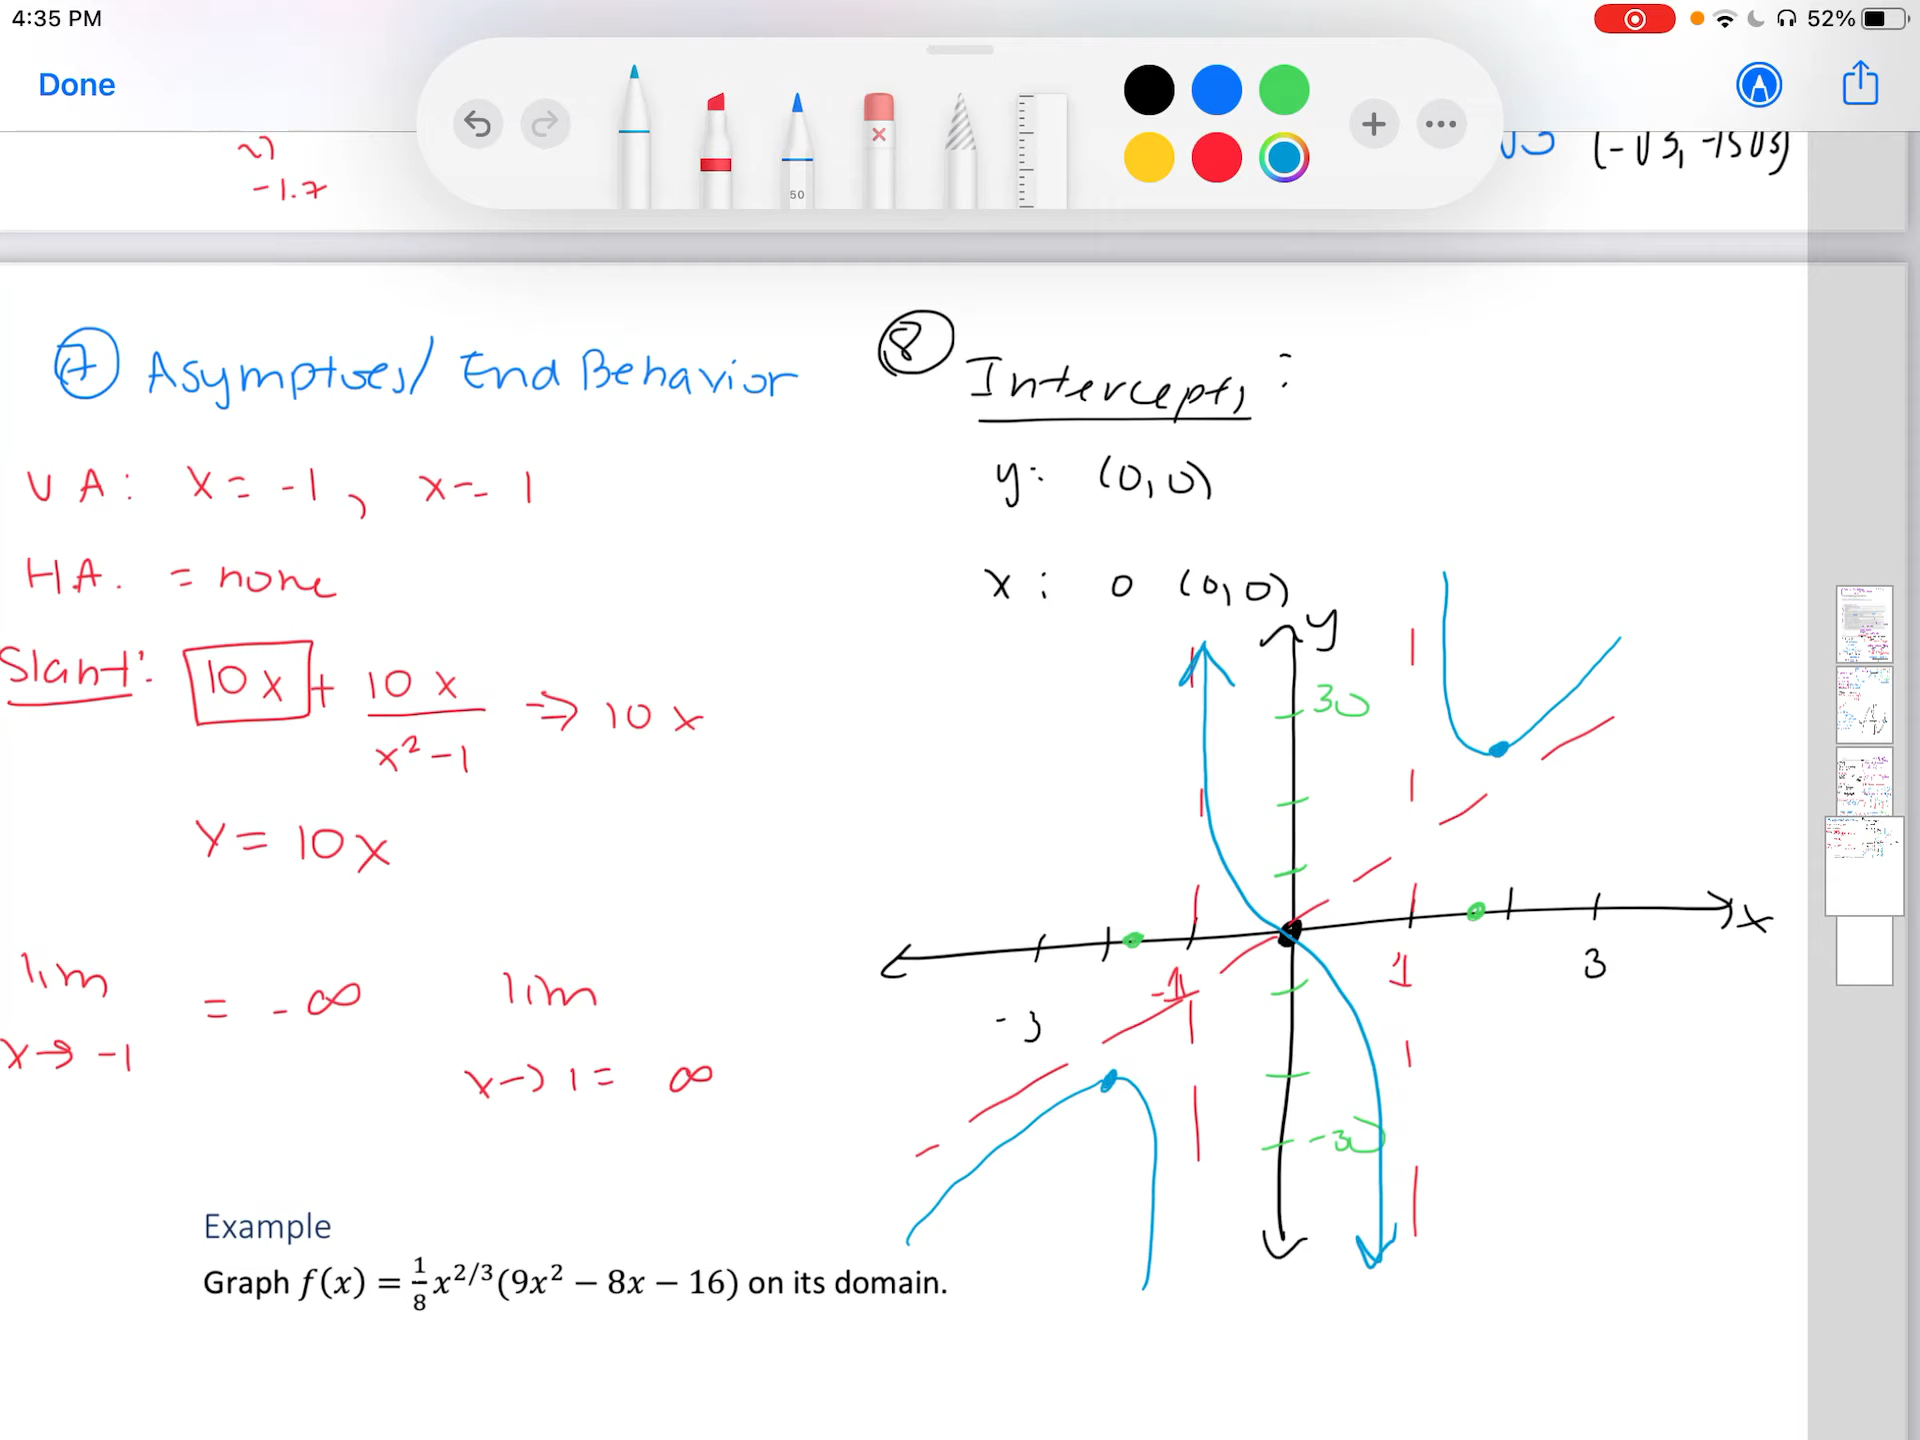 4:35 PM
52%
Done
50
-1.7
(-√3, -15√3)
⑦ Asymptoes/ End Behavior
VA: x = -1, x = 1
HA. = none
Slant: 10x + 10x / x² - 1 ⇒ 10x
Y = 10x
lim x → -1 = -∞
lim x → 1 = ∞
⑧ Intercepts:
y: (0,0)
x: 0 (0,0)
y
30
x
-1
1
3
-3
-30
Example
Graph f(x) = 1/8 x^2/3 (9x² − 8x − 16) on its domain.